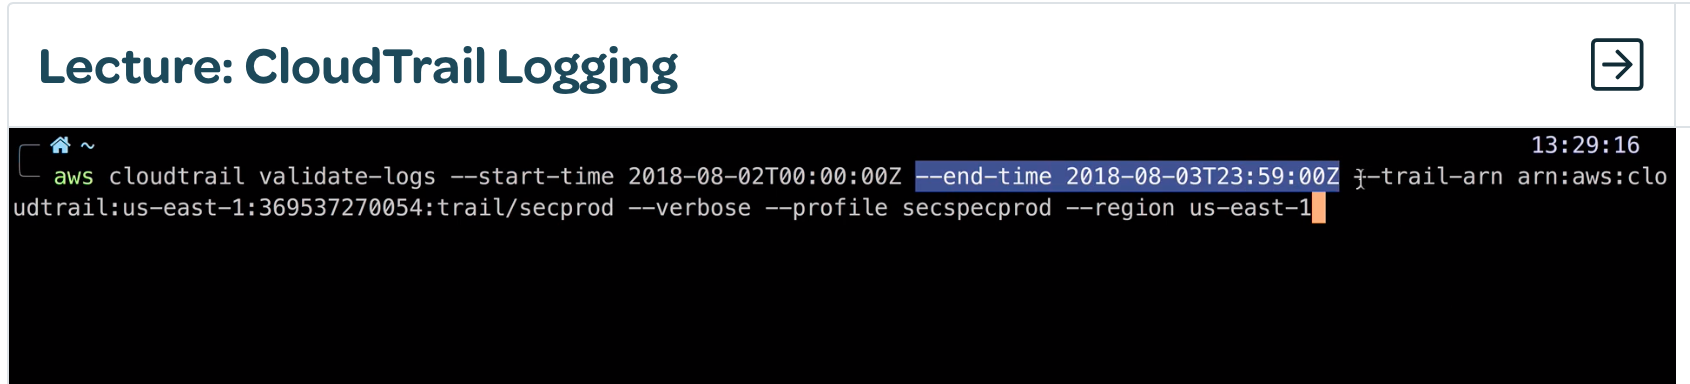 Lecture: CloudTrail Logging
~ 13:29:16
aws cloudtrail validate-logs --start-time 2018-08-02T00:00:00Z --end-time 2018-08-03T23:59:00Z --trail-arn arn:aws:clo
udtrail:us-east-1:369537270054:trail/secprod --verbose --profile secspecprod --region us-east-1